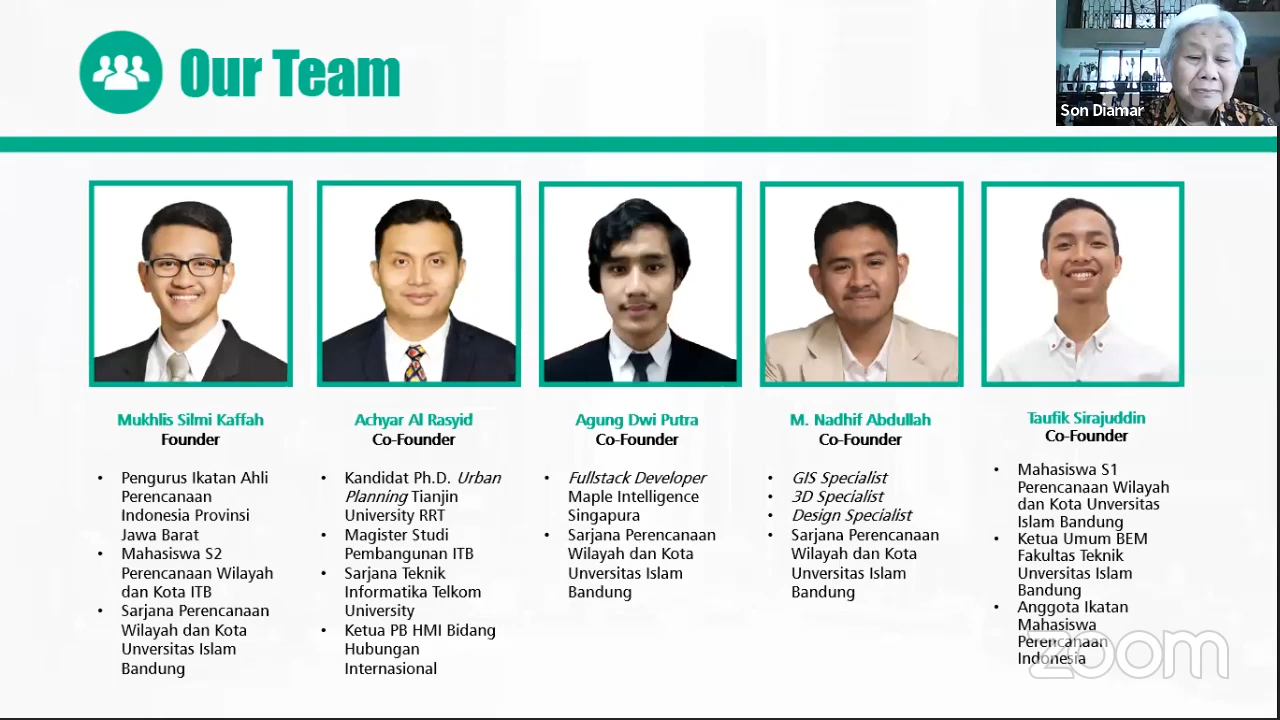 Our Team
Son Diamar
Mukhlis Silmi Kaffah
Founder
• Pengurus Ikatan Ahli
Perencanaan
Indonesia Provinsi
Jawa Barat
• Mahasiswa S2
Perencanaan Wilayah
dan Kota ITB
• Sarjana Perencanaan
Wilayah dan Kota
Unversitas Islam
Bandung
Achyar Al Rasyid
Co-Founder
• Kandidat Ph.D. Urban
Planning Tianjin
University RRT
• Magister Studi
Pembangunan ITB
• Sarjana Teknik
Informatika Telkom
University
• Ketua PB HMI Bidang
Hubungan
Internasional
Agung Dwi Putra
Co-Founder
• Fullstack Developer
Maple Intelligence
Singapura
• Sarjana Perencanaan
Wilayah dan Kota
Unversitas Islam
Bandung
M. Nadhif Abdullah
Co-Founder
• GIS Specialist
• 3D Specialist
• Design Specialist
• Sarjana Perencanaan
Wilayah dan Kota
Unversitas Islam
Bandung
Taufik Sirajuddin
Co-Founder
• Mahasiswa S1
Perencanaan Wilayah
dan Kota Unversitas
Islam Bandung
• Ketua Umum BEM
Fakultas Teknik
Unversitas Islam
Bandung
• Anggota Ikatan
Mahasiswa
Perencanaan
Indonesia
zoom